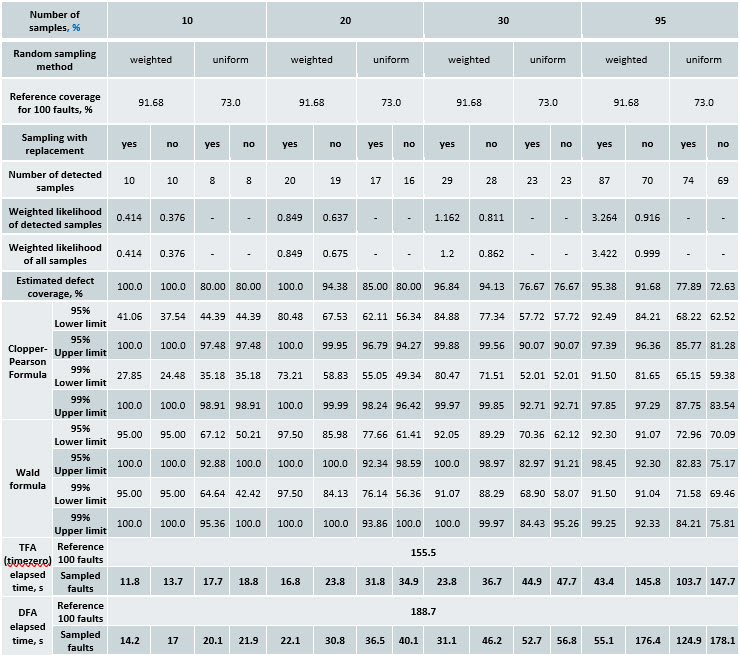 Number of samples, % 10 20 30 95
Random sampling method weighted uniform weighted uniform weighted uniform weighted uniform
Reference coverage for 100 faults, % 91.68 73.0 91.68 73.0 91.68 73.0 91.68 73.0
Sampling with replacement yes no yes no yes no yes no yes no yes no yes no yes no
Number of detected samples 10 10 8 8 20 19 17 16 29 28 23 23 87 70 74 69
Weighted likelihood of detected samples 0.414 0.376 - - 0.849 0.637 - - 1.162 0.811 - - 3.264 0.916 - -
Weighted likelihood of all samples 0.414 0.376 - - 0.849 0.675 - - 1.2 0.862 - - 3.422 0.999 - -
Estimated defect coverage, % 100.0 100.0 80.00 80.00 100.0 94.38 85.00 80.00 96.84 94.13 76.67 76.67 95.38 91.68 77.89 72.63
Clopper-Pearson Formula
95% Lower limit 41.06 37.54 44.39 44.39 80.48 67.53 62.11 56.34 84.88 77.34 57.72 57.72 92.49 84.21 68.22 62.52
95% Upper limit 100.0 100.0 97.48 97.48 100.0 99.95 96.79 94.27 99.88 99.56 90.07 90.07 97.39 96.36 85.77 81.28
99% Lower limit 27.85 24.48 35.18 35.18 73.21 58.83 55.05 49.34 80.47 71.51 52.01 52.01 91.50 81.65 65.15 59.38
99% Upper limit 100.0 100.0 98.91 98.91 100.0 99.99 98.24 96.42 99.97 99.85 92.71 92.71 97.85 97.29 87.75 83.54
Wald formula
95% Lower limit 95.00 95.00 67.12 50.21 97.50 85.98 77.66 61.41 92.05 89.29 70.36 62.12 92.30 91.07 72.96 70.09
95% Upper limit 100.0 100.0 92.88 100.0 100.0 100.0 92.34 98.59 100.0 98.97 82.97 91.21 98.45 92.30 82.83 75.17
99% Lower limit 95.00 95.00 64.64 42.42 97.50 84.13 76.14 56.36 91.07 88.29 68.90 58.07 91.50 91.04 71.58 69.46
99% Upper limit 100.0 100.0 95.36 100.0 100.0 100.0 93.86 100.0 100.0 99.97 84.43 95.26 99.25 92.33 84.21 75.81
TFA (timezero) elapsed time, s
Reference 100 faults 155.5
Sampled faults 11.8 13.7 17.7 18.8 16.8 23.8 31.8 34.9 23.8 36.7 44.9 47.7 43.4 145.8 103.7 147.7
DFA elapsed time, s
Reference 100 faults 188.7
Sampled faults 14.2 17 20.1 21.9 22.1 30.8 36.5 40.1 31.1 46.2 52.7 56.8 55.1 176.4 124.9 178.1